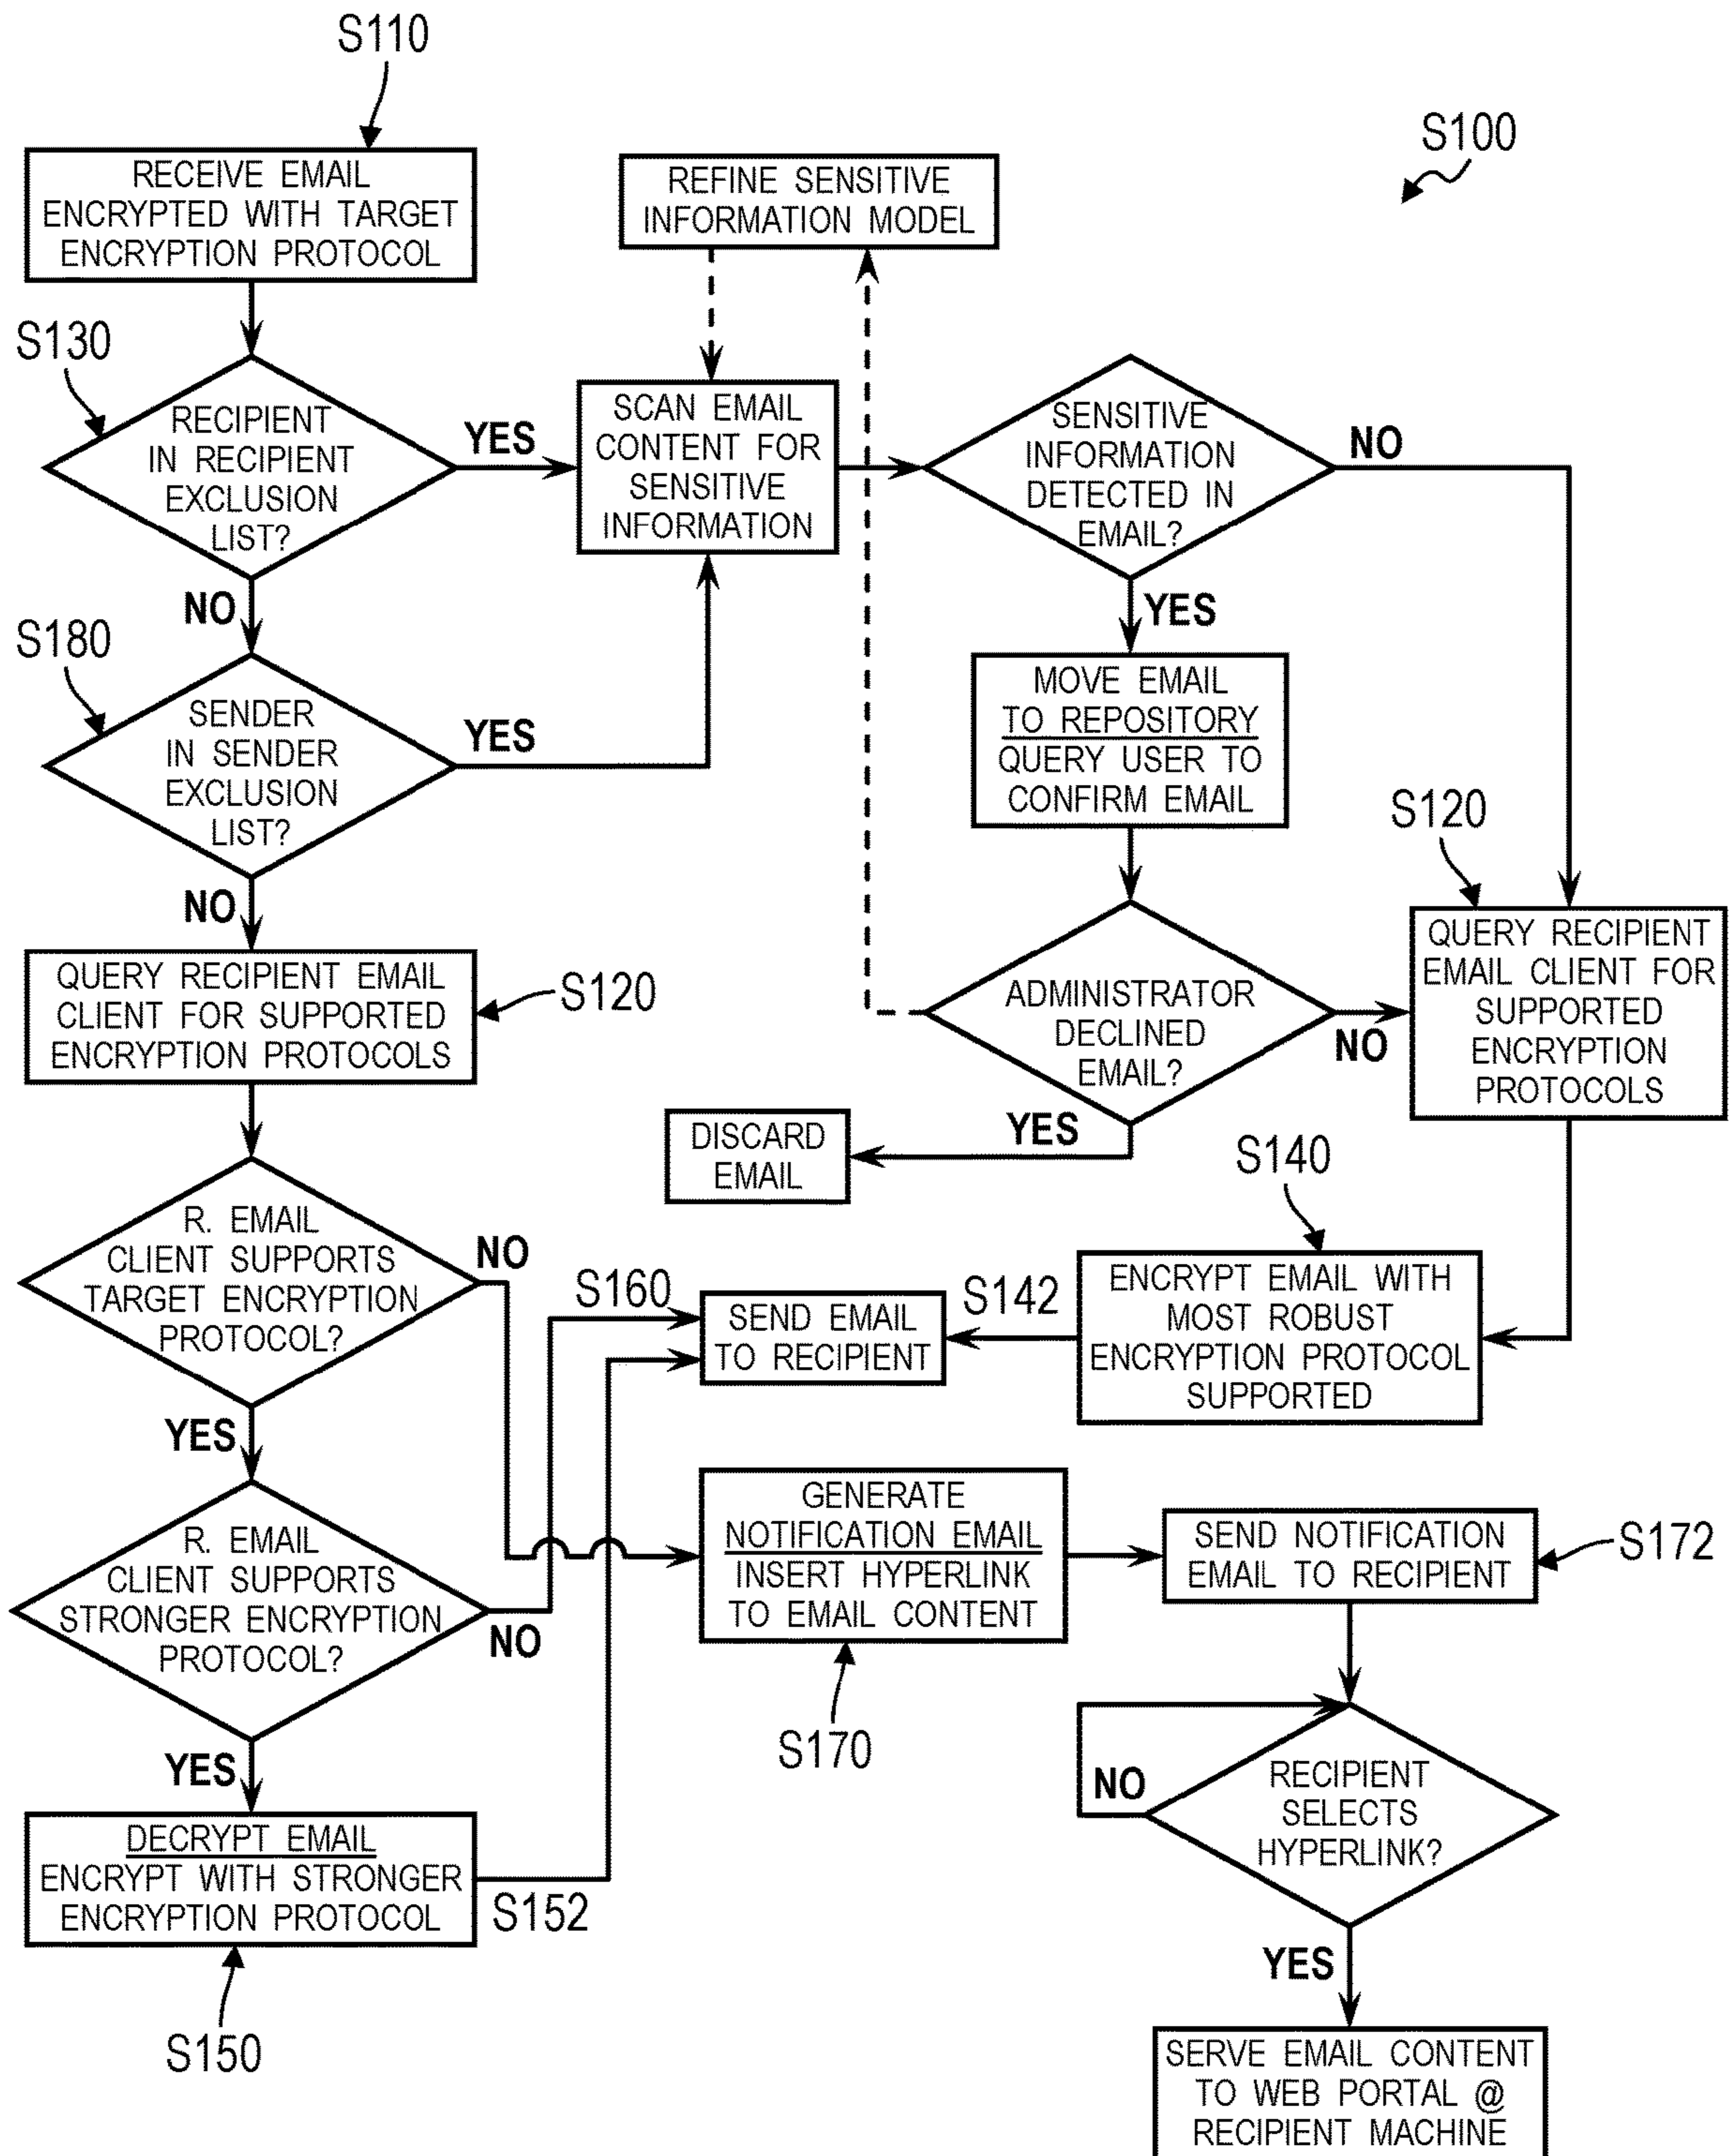 S110
S100
RECEIVE EMAIL
ENCRYPTED WITH TARGET
ENCRYPTION PROTOCOL
REFINE SENSITIVE
INFORMATION MODEL
S130
RECIPIENT
IN RECIPIENT
EXCLUSION
LIST?
YES
NO
SCAN EMAIL
CONTENT FOR
SENSITIVE
INFORMATION
SENSITIVE
INFORMATION
DETECTED IN
EMAIL?
NO
YES
S180
SENDER
IN SENDER
EXCLUSION
LIST?
YES
NO
MOVE EMAIL
TO REPOSITORY
QUERY USER TO
CONFIRM EMAIL
S120
QUERY RECIPIENT
EMAIL CLIENT FOR
SUPPORTED
ENCRYPTION
PROTOCOLS
QUERY RECIPIENT EMAIL
CLIENT FOR SUPPORTED
ENCRYPTION PROTOCOLS
S120
ADMINISTRATOR
DECLINED
EMAIL?
NO
YES
DISCARD
EMAIL
S140
R. EMAIL
CLIENT SUPPORTS
TARGET ENCRYPTION
PROTOCOL?
NO
YES
S160
SEND EMAIL
TO RECIPIENT
S142
ENCRYPT EMAIL WITH
MOST ROBUST
ENCRYPTION PROTOCOL
SUPPORTED
R. EMAIL
CLIENT SUPPORTS
STRONGER ENCRYPTION
PROTOCOL?
NO
YES
GENERATE
NOTIFICATION EMAIL
INSERT HYPERLINK
TO EMAIL CONTENT
S170
SEND NOTIFICATION
EMAIL TO RECIPIENT
S172
RECIPIENT
SELECTS
HYPERLINK?
NO
YES
DECRYPT EMAIL
ENCRYPT WITH STRONGER
ENCRYPTION PROTOCOL
S152
S150
SERVE EMAIL CONTENT
TO WEB PORTAL @
RECIPIENT MACHINE